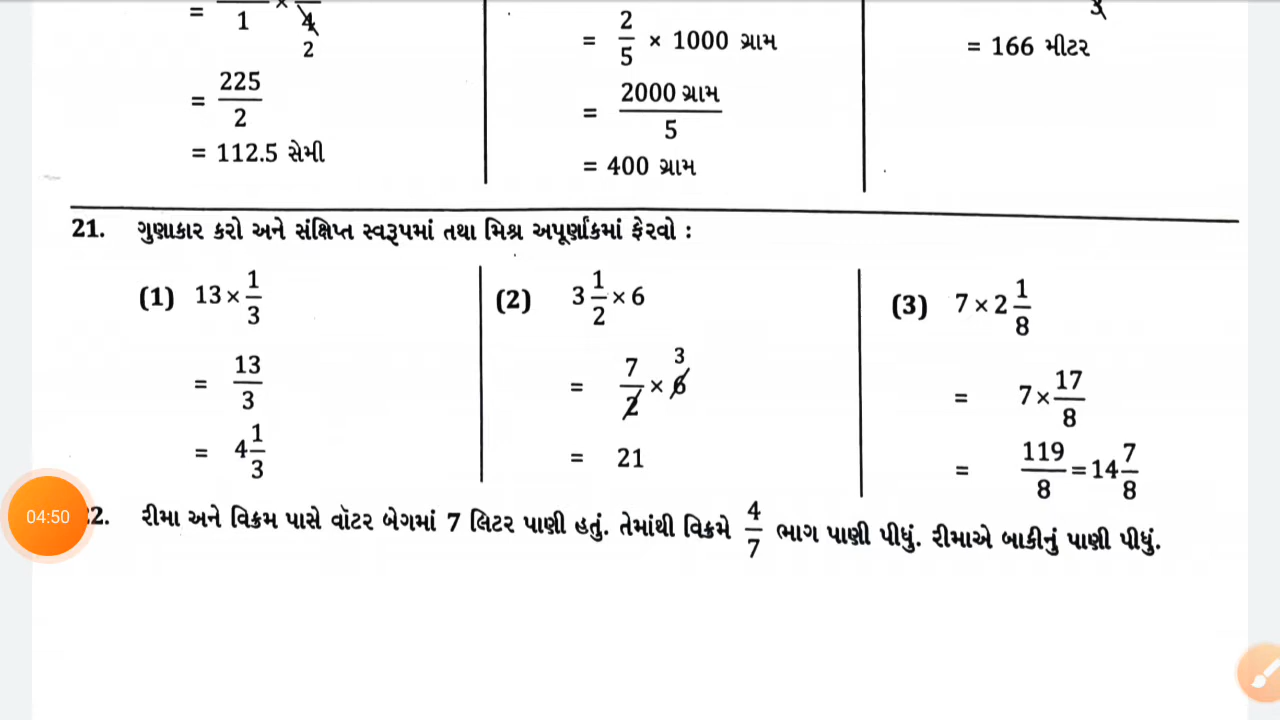 = 1 × 4 2
= 225/2
= 112.5 સેમી
= 2/5 × 1000 ગ્રામ
= 2000 ગ્રામ/5
= 400 ગ્રામ
3
= 166 મીટર
21. ગુણાકાર કરો અને સંક્ષિપ્ત સ્વરૂપમાં તથા મિશ્ર અપૂર્ણાંકમાં ફેરવો :
(1) 13 × 1/3
= 13/3
= 4 1/3
(2) 3 1/2 × 6
= 7/2 × 6 3
= 21
(3) 7 × 2 1/8
= 7 × 17/8
= 119/8 = 14 7/8
04:50
2. રીમા અને વિક્રમ પાસે વૉટર બેગમાં 7 લિટર પાણી હતું. તેમાંથી વિક્રમે 4/7 ભાગ પાણી પીધું. રીમાએ બાકીનું પાણી પીધું.